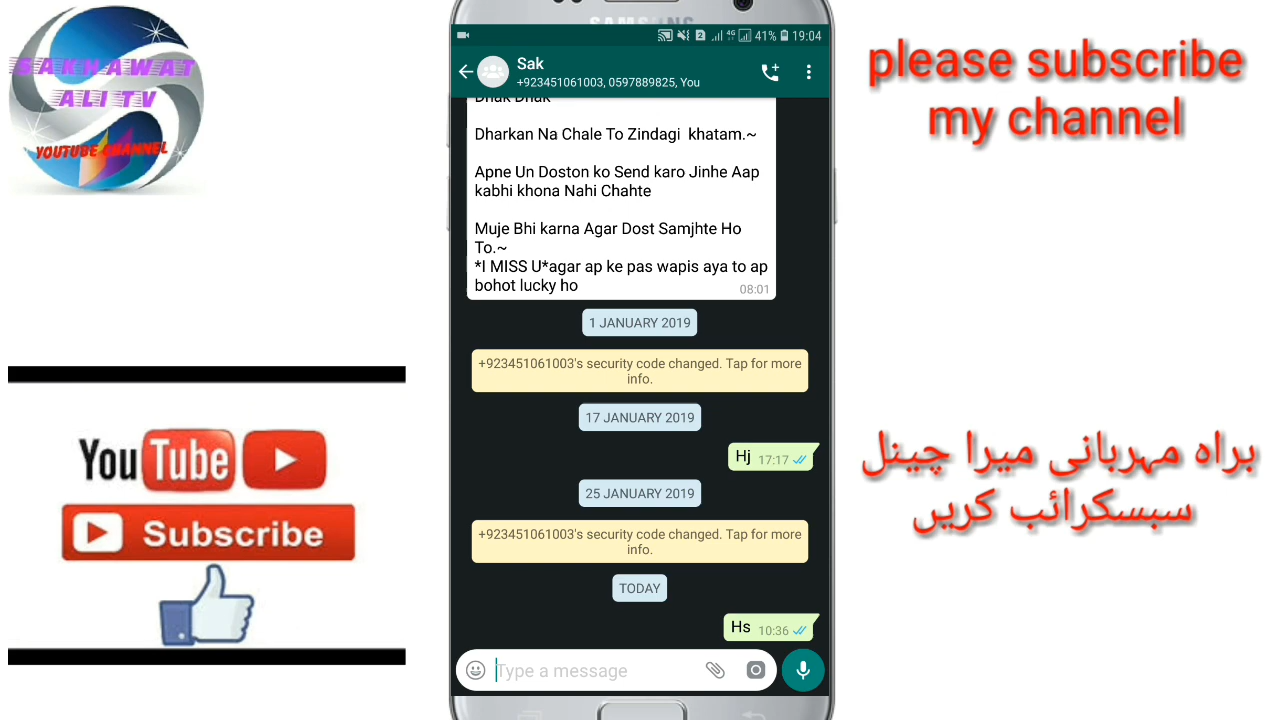 SAKHAWAT
ALI TV
YOUTUBE CHANNEL
please subscribe
my channel
SAMSUNG
2 4G 41% 19:04
Sak
+923451061003, 0597889825, You
Dhak Dhak
Dharkan Na Chale To Zindagi khatam.~
Apne Un Doston ko Send karo Jinhe Aap
kabhi khona Nahi Chahte
Muje Bhi karna Agar Dost Samjhte Ho
To.~
*I MISS U*agar ap ke pas wapis aya to ap
bohot lucky ho
08:01
1 JANUARY 2019
+923451061003's security code changed. Tap for more
info.
17 JANUARY 2019
Hj 17:17
25 JANUARY 2019
+923451061003's security code changed. Tap for more
info.
TODAY
Hs 10:36
Type a message
YouTube
Subscribe
براہ مہربانی میرا چینل
سبسکرائب کریں